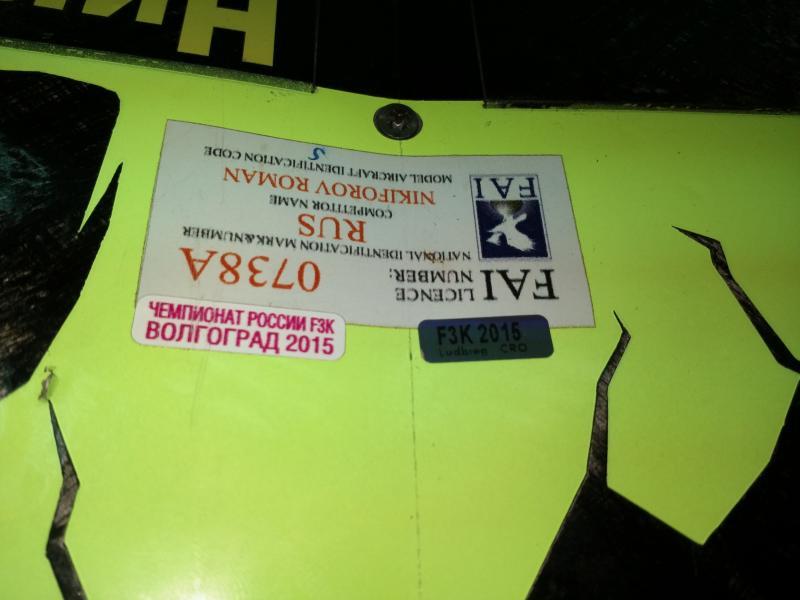 Ник
FAI LICENCE NUMBER: 0738A
NATIONAL IDENTIFICATION MARK&NUMBER
RUS
COMPETITOR NAME
NIKIFOROV ROMAN
MODEL AIRCRAFT IDENTIFICATION CODE
5
FAI
ЧЕМПИОНАТ РОССИИ F3K
ВОЛГОГРАД 2015
F3K 2015
Ludbreg CRO